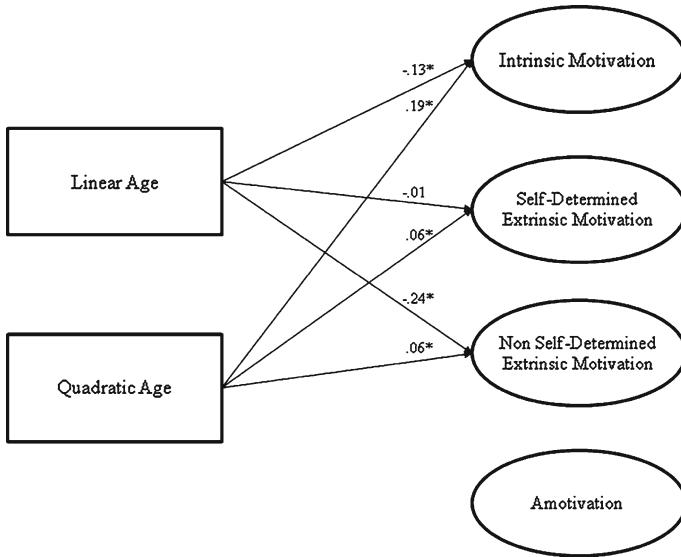 Intrinsic Motivation
-.13*
.19*
Linear Age
-.01
Self-Determined
Extrinsic Motivation
.06*
-.24*
.06*
Non Self-Determined
Extrinsic Motivation
Quadratic Age
Amotivation